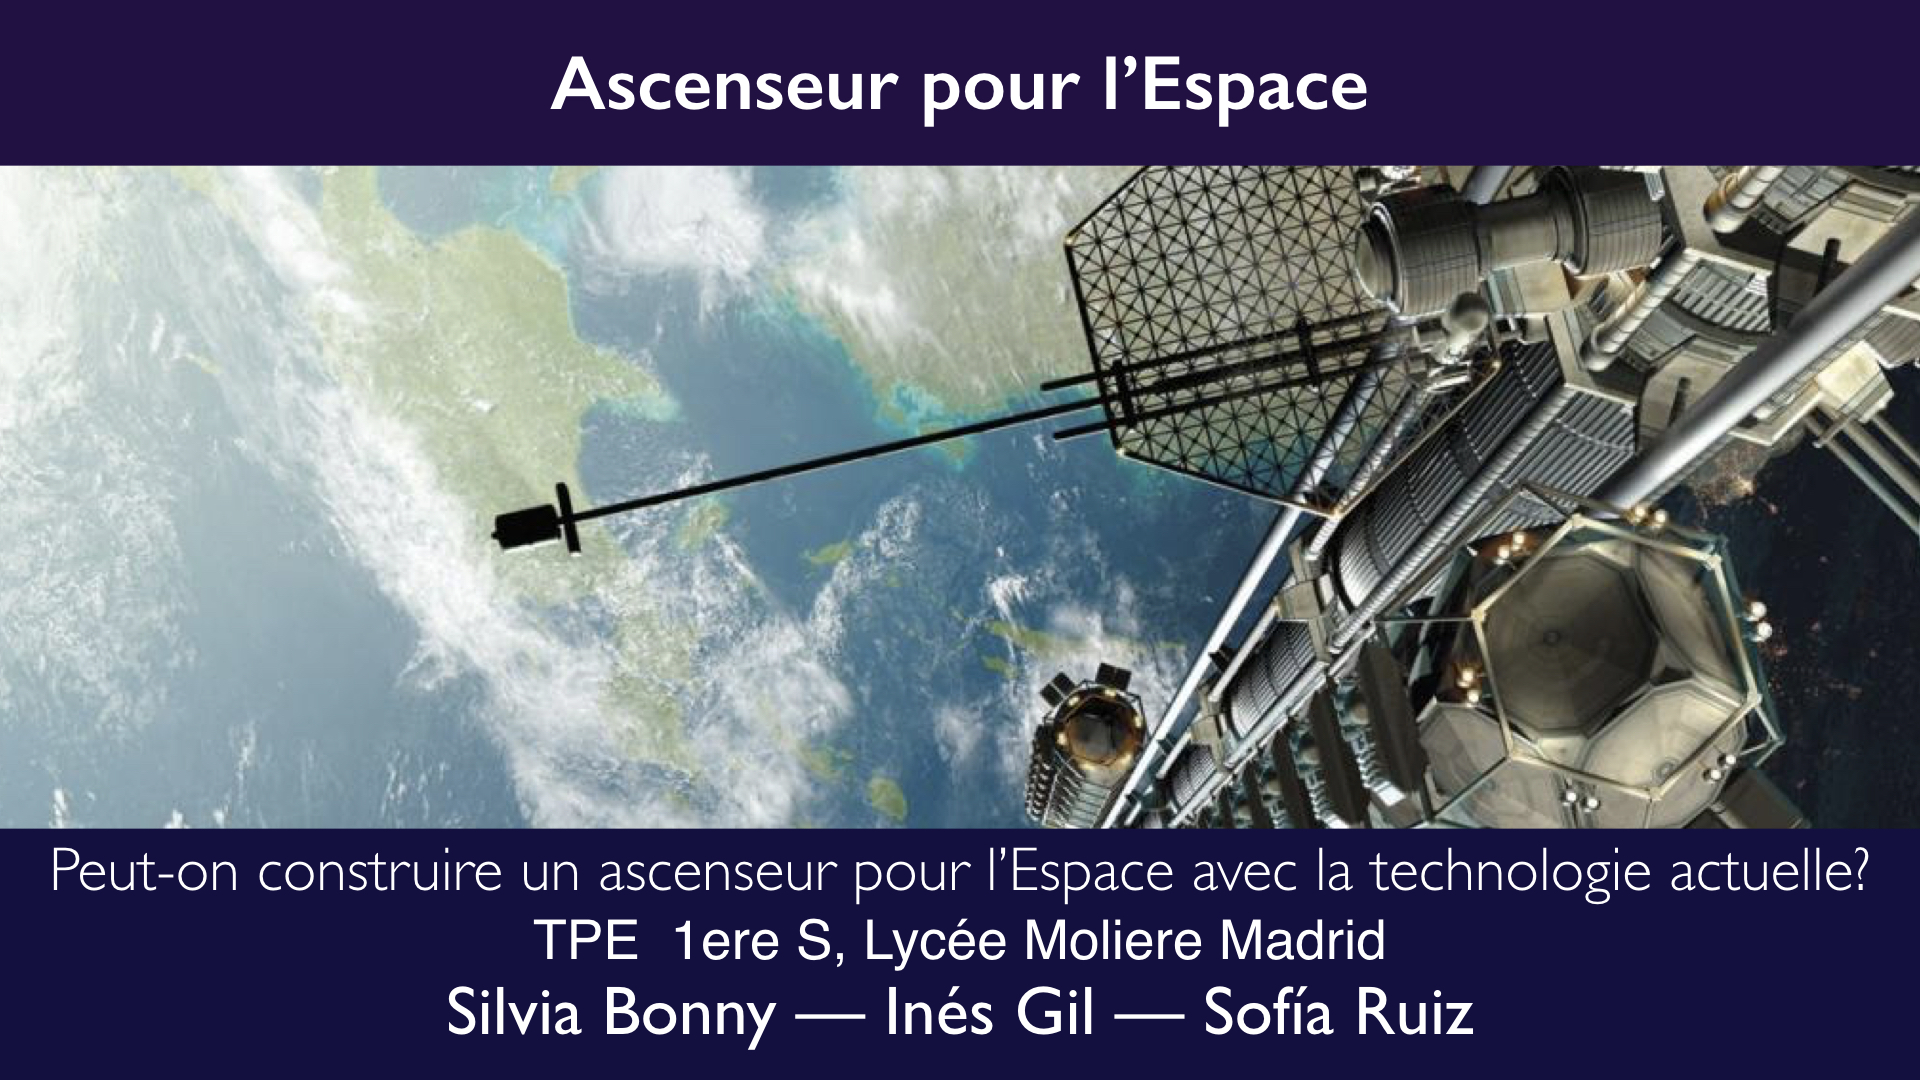 Ascenseur pour l’Espace
Peut-on construire un ascenseur pour l’Espace avec la technologie actuelle?
TPE  1ere S, Lycée Moliere Madrid
Silvia Bonny — Inés Gil — Sofía Ruiz